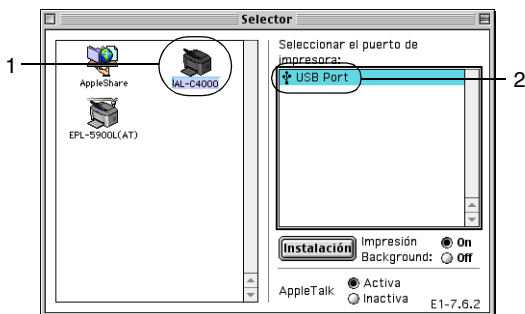 Selector
1
AppleShare
AL-C4000
EPL-5900L(AT)
Seleccionar el puerto de
impresora:
USB Port
2
Instalación
Impresión
Background:
On
Off
AppleTalk
Activa
Inactiva
E1-7.6.2